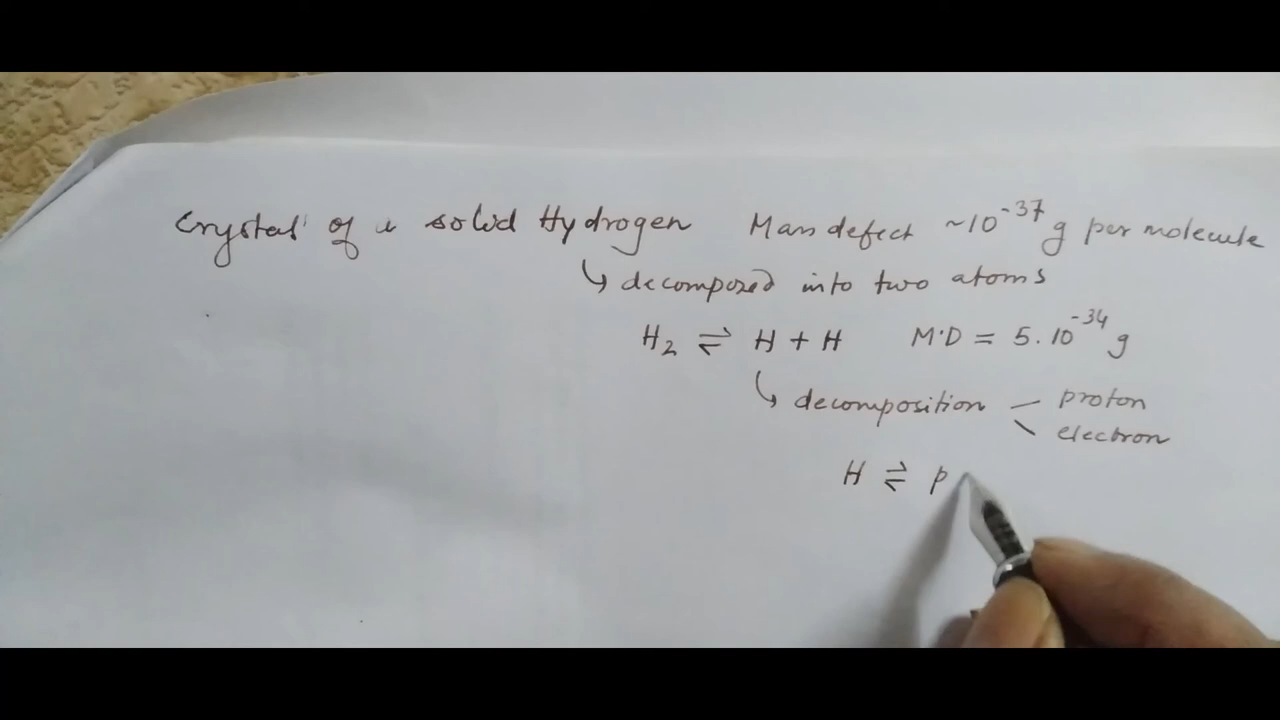 Crystal of a solid Hydrogen Mass defect ~10⁻³⁷ g per molecule
↳ decomposed into two atoms
H₂ ⇌ H + H M·D = 5.10⁻³⁴ g
↳ decomposition — proton
\ electron
H ⇌ p